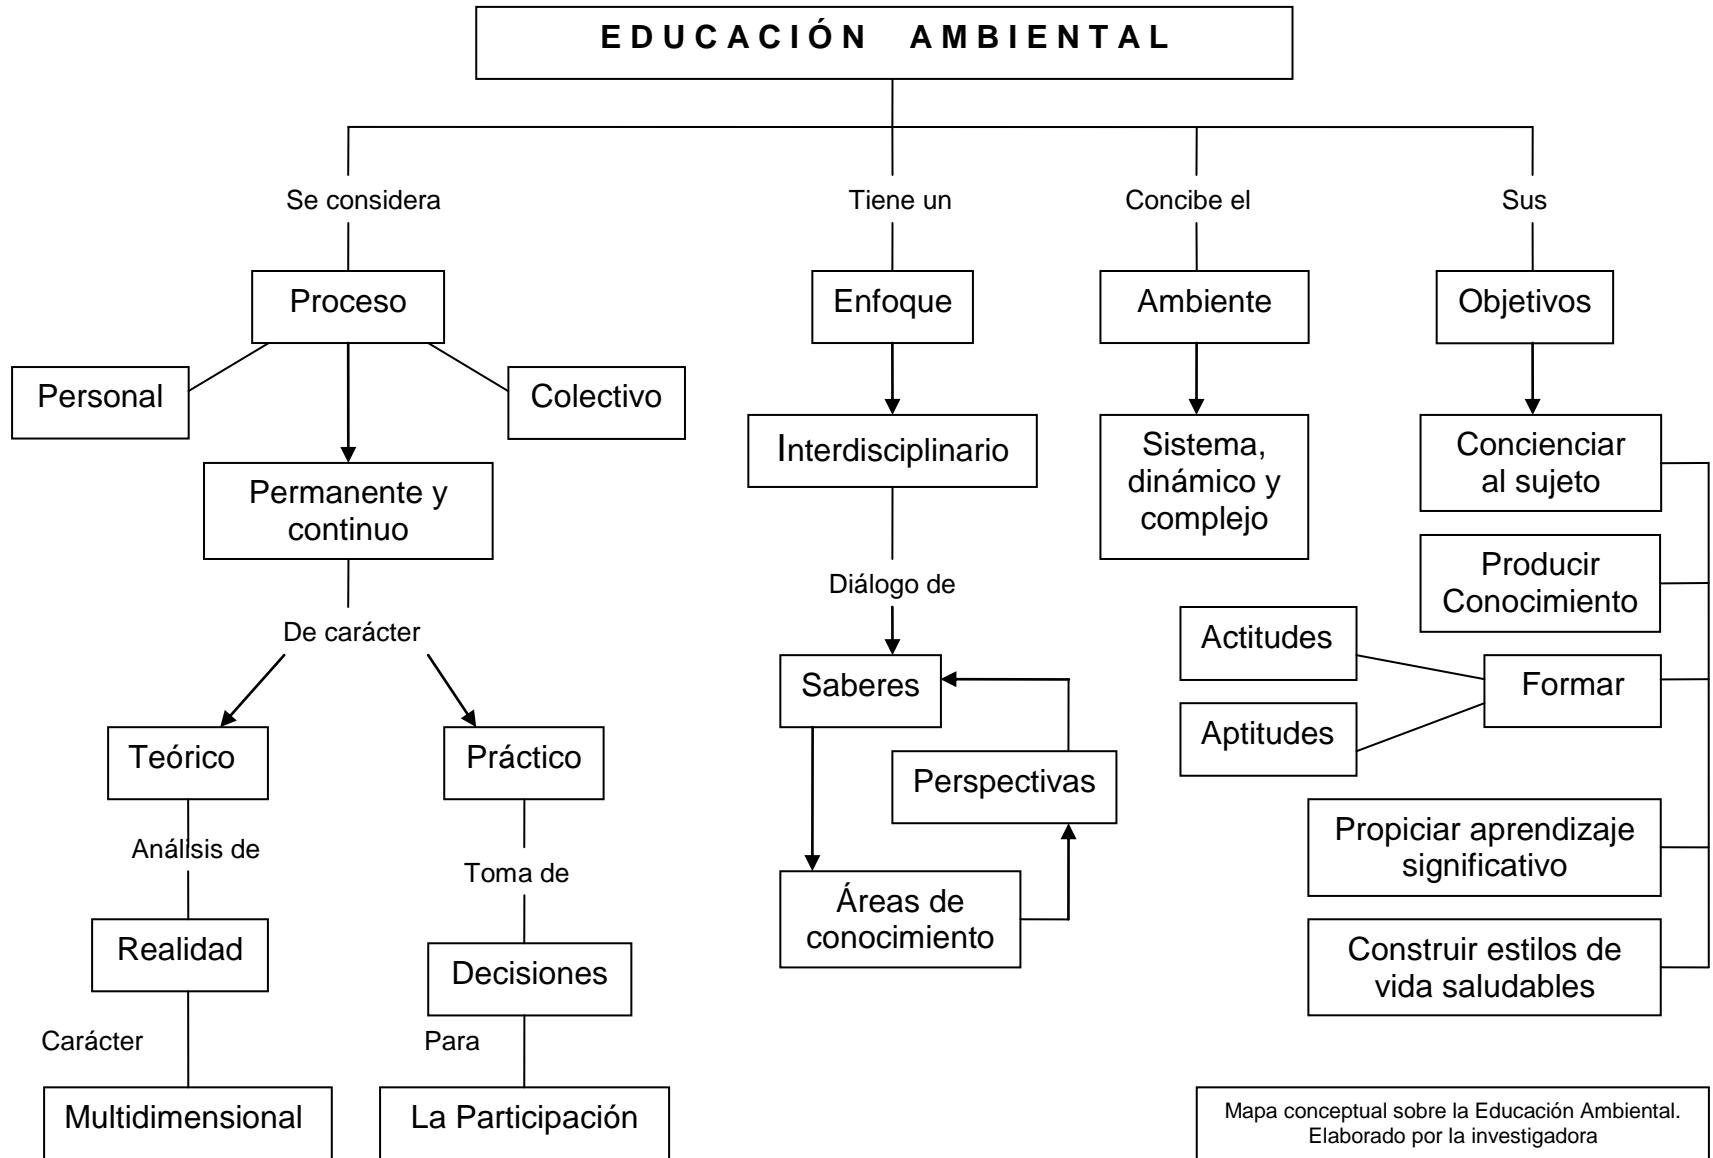 EDUCACIÓN AMBIENTAL
Se considera
Tiene un
Concibe el
Sus
Proceso
Enfoque
Ambiente
Objetivos
Personal
Colectivo
Permanente y
continuo
Interdisciplinario
Sistema,
dinámico y
complejo
Concienciar
al sujeto
Producir
Conocimiento
De carácter
Diálogo de
Actitudes
Aptitudes
Formar
Saberes
Teórico
Práctico
Perspectivas
Análisis de
Toma de
Propiciar aprendizaje
significativo
Áreas de
conocimiento
Realidad
Decisiones
Construir estilos de
vida saludables
Carácter
Para
Multidimensional
La Participación
Mapa conceptual sobre la Educación Ambiental.
Elaborado por la investigadora